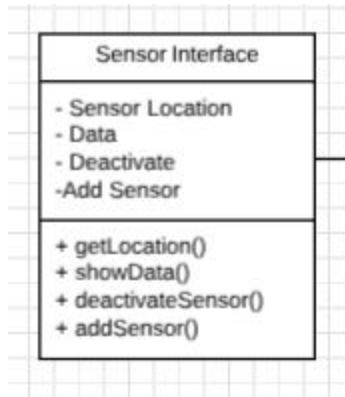 Sensor Interface
- Sensor Location
- Data
- Deactivate
-Add Sensor
+ getLocation()
+ showData()
+ deactivateSensor()
+ addSensor()